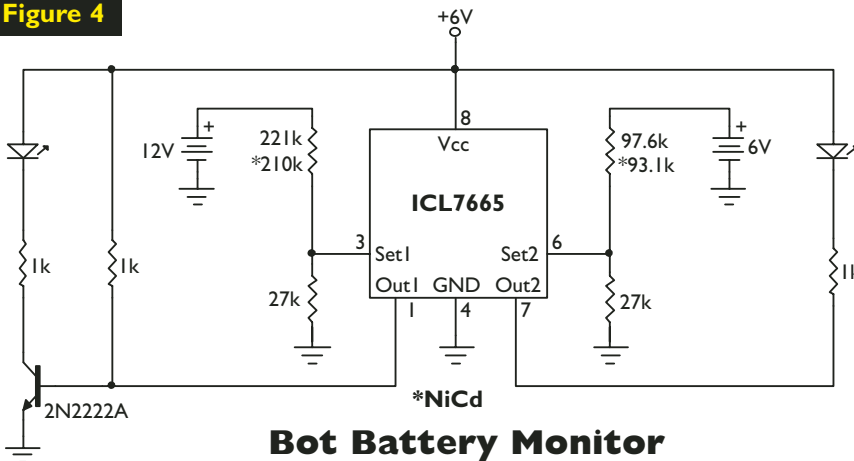 Figure 4
+6V
8
Vcc
12V
+
221k
*210k
97.6k
*93.1k
+
6V
ICL7665
3
Set1
Set2
6
1k
1k
27k
Out1
GND
Out2
27k
1
4
7
2N2222A
*NiCd
Bot Battery Monitor